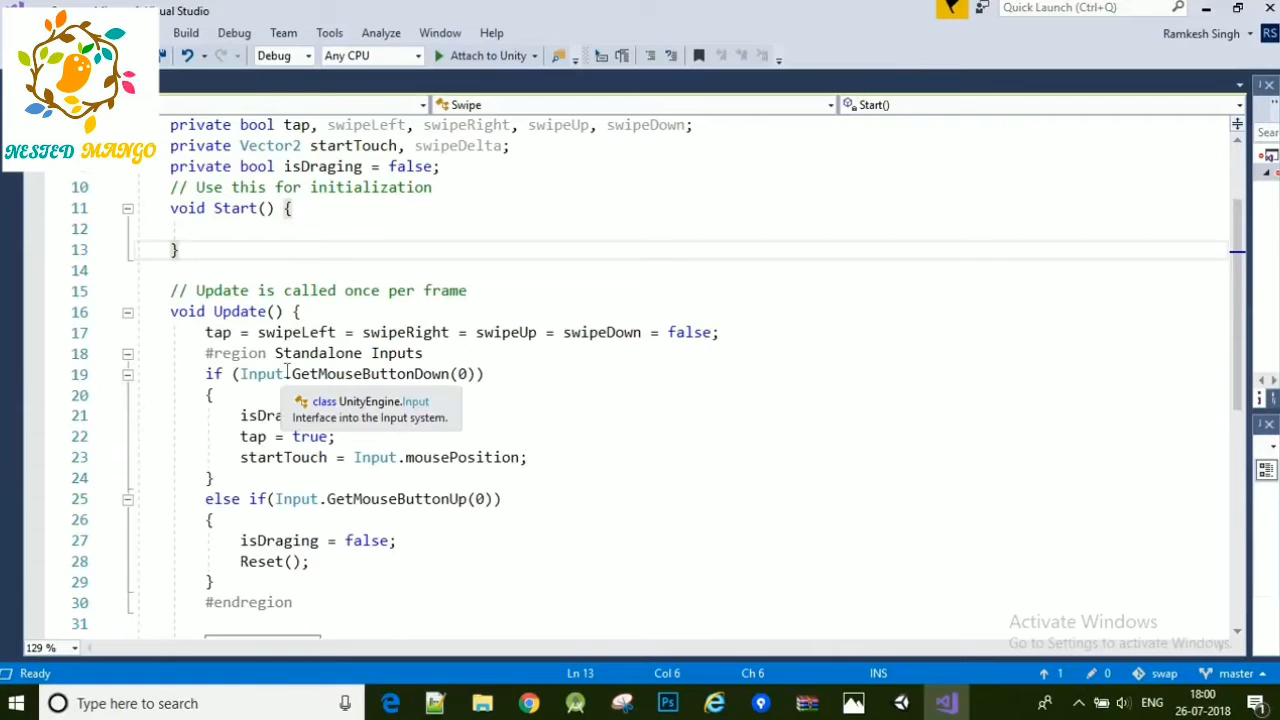 Microsoft Visual Studio
Quick Launch (Ctrl+Q)
Build Debug Team Tools Analyze Window Help
Ramkesh Singh
RS
Debug Any CPU Attach to Unity
NESTED MANGO
Swipe Start()
private bool tap, swipeLeft, swipeRight, swipeUp, swipeDown;
private Vector2 startTouch, swipeDelta;
private bool isDraging = false;
10 // Use this for initialization
11 void Start() {
12
13 }
14
15 // Update is called once per frame
16 void Update() {
17 tap = swipeLeft = swipeRight = swipeUp = swipeDown = false;
18 #region Standalone Inputs
19 if (Input.GetMouseButtonDown(0))
20 {
class UnityEngine.Input
Interface into the Input system.
21 isDra
22 tap = true;
23 startTouch = Input.mousePosition;
24 }
25 else if(Input.GetMouseButtonUp(0))
26 {
27 isDraging = false;
28 Reset();
29 }
30 #endregion
31
Activate Windows
Go to Settings to activate Windows.
129 %
Ready Ln 13 Col 6 Ch 6 INS 1 0 swap master
Type here to search
ENG
18:00
26-07-2018